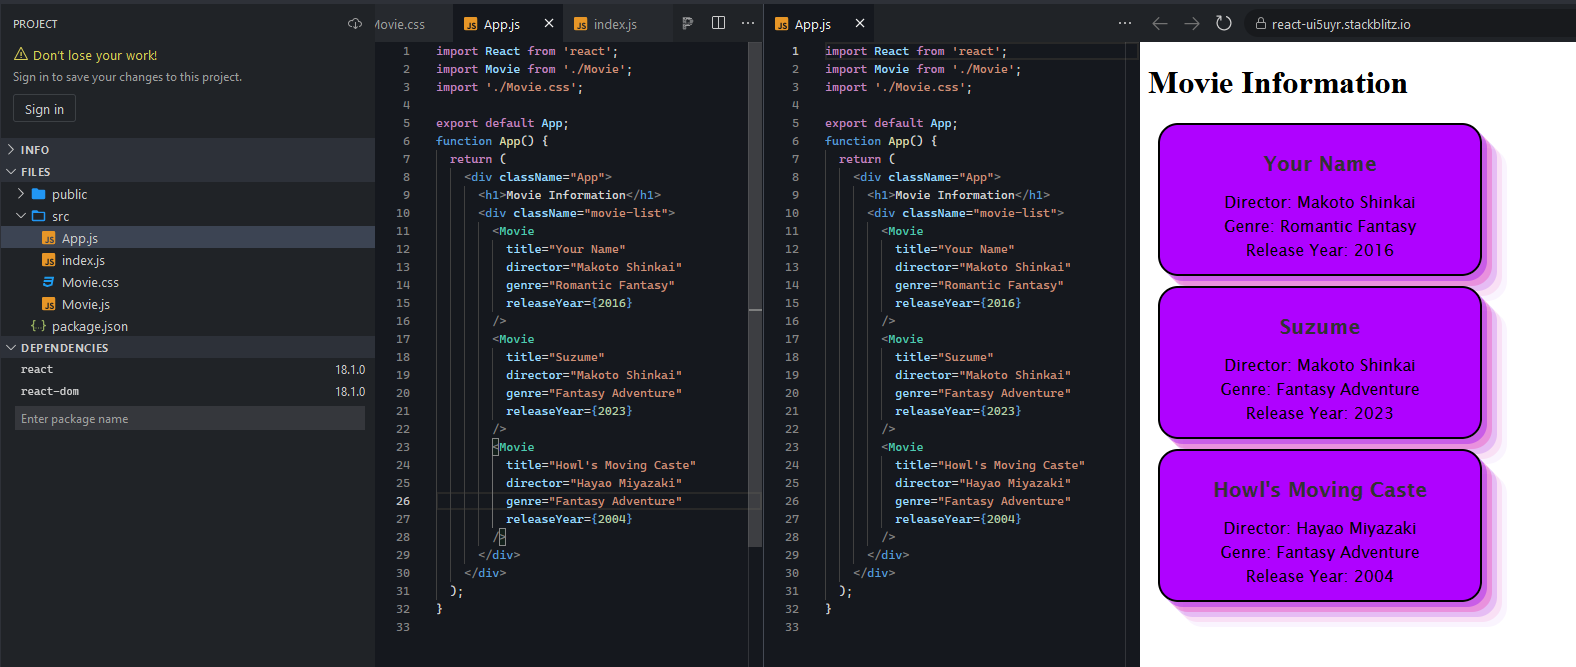 PROJECT
Don't lose your work!
Sign in to save your changes to this project.
Sign in
INFO
FILES
public
src
App.js
index.js
Movie.css
Movie.js
package.json
DEPENDENCIES
react 18.1.0
react-dom 18.1.0
Enter package name
Movie.css
JS App.js
JS index.js
1 import React from 'react';
2 import Movie from './Movie';
3 import './Movie.css';
4
5 export default App;
6 function App() {
7 return (
8 <div className="App">
9 <h1>Movie Information</h1>
10 <div className="movie-list">
11 <Movie
12 title="Your Name"
13 director="Makoto Shinkai"
14 genre="Romantic Fantasy"
15 releaseYear={2016}
16 />
17 <Movie
18 title="Suzume"
19 director="Makoto Shinkai"
20 genre="Fantasy Adventure"
21 releaseYear={2023}
22 />
23 <Movie
24 title="Howl's Moving Caste"
25 director="Hayao Miyazaki"
26 genre="Fantasy Adventure"
27 releaseYear={2004}
28 />
29 </div>
30 </div>
31 );
32 }
33
JS App.js
1 import React from 'react';
2 import Movie from './Movie';
3 import './Movie.css';
4
5 export default App;
6 function App() {
7 return (
8 <div className="App">
9 <h1>Movie Information</h1>
10 <div className="movie-list">
11 <Movie
12 title="Your Name"
13 director="Makoto Shinkai"
14 genre="Romantic Fantasy"
15 releaseYear={2016}
16 />
17 <Movie
18 title="Suzume"
19 director="Makoto Shinkai"
20 genre="Fantasy Adventure"
21 releaseYear={2023}
22 />
23 <Movie
24 title="Howl's Moving Caste"
25 director="Hayao Miyazaki"
26 genre="Fantasy Adventure"
27 releaseYear={2004}
28 />
29 </div>
30 </div>
31 );
32 }
33
react-ui5uyr.stackblitz.io
Movie Information
Your Name
Director: Makoto Shinkai
Genre: Romantic Fantasy
Release Year: 2016
Suzume
Director: Makoto Shinkai
Genre: Fantasy Adventure
Release Year: 2023
Howl's Moving Caste
Director: Hayao Miyazaki
Genre: Fantasy Adventure
Release Year: 2004